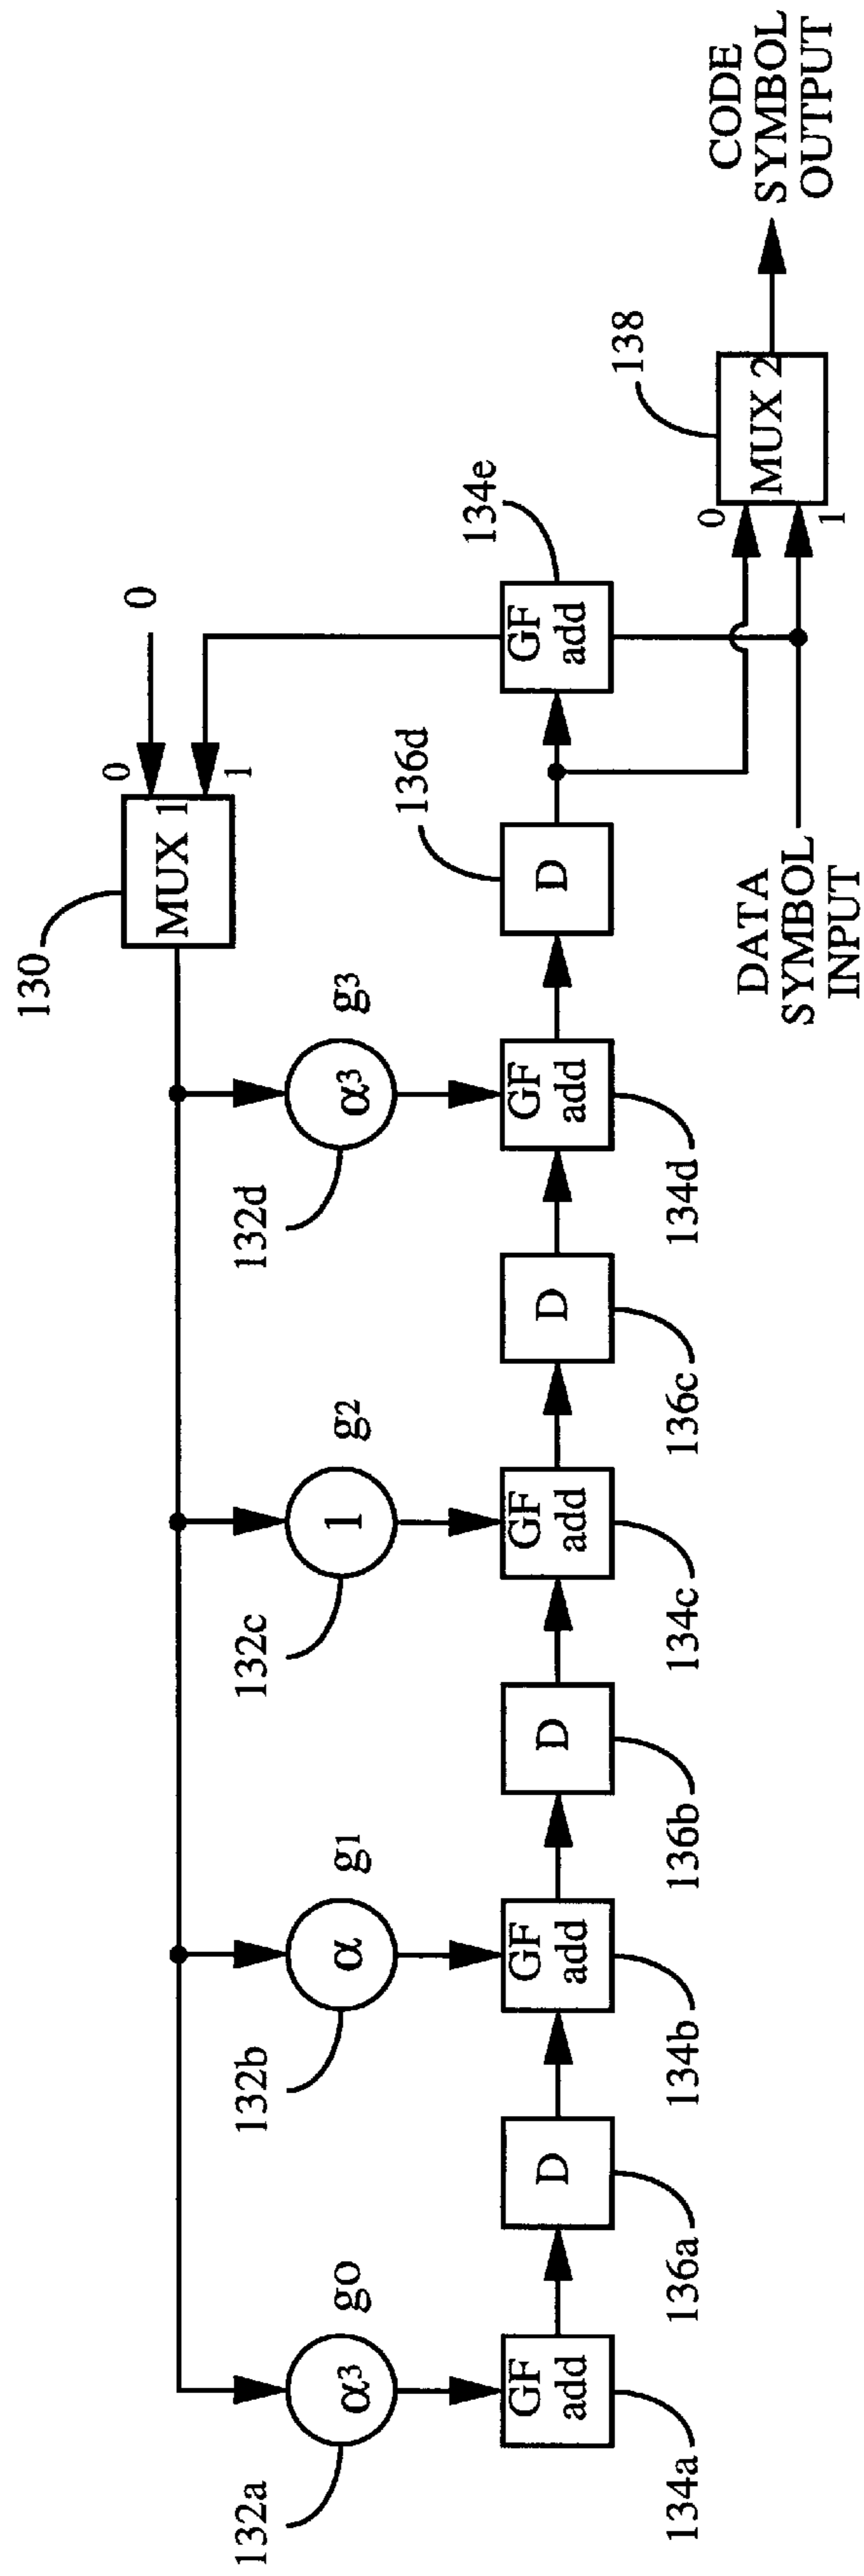 130
0
MUX 1
0
1
132a
α3
g0
132b
α
g1
132c
1
g2
132d
α3
g3
GF
add
134a
D
136a
GF
add
134b
D
136b
GF
add
134c
D
136c
GF
add
134d
D
136d
GF
add
134e
DATA
SYMBOL
INPUT
0
1
MUX 2
138
CODE
SYMBOL
OUTPUT